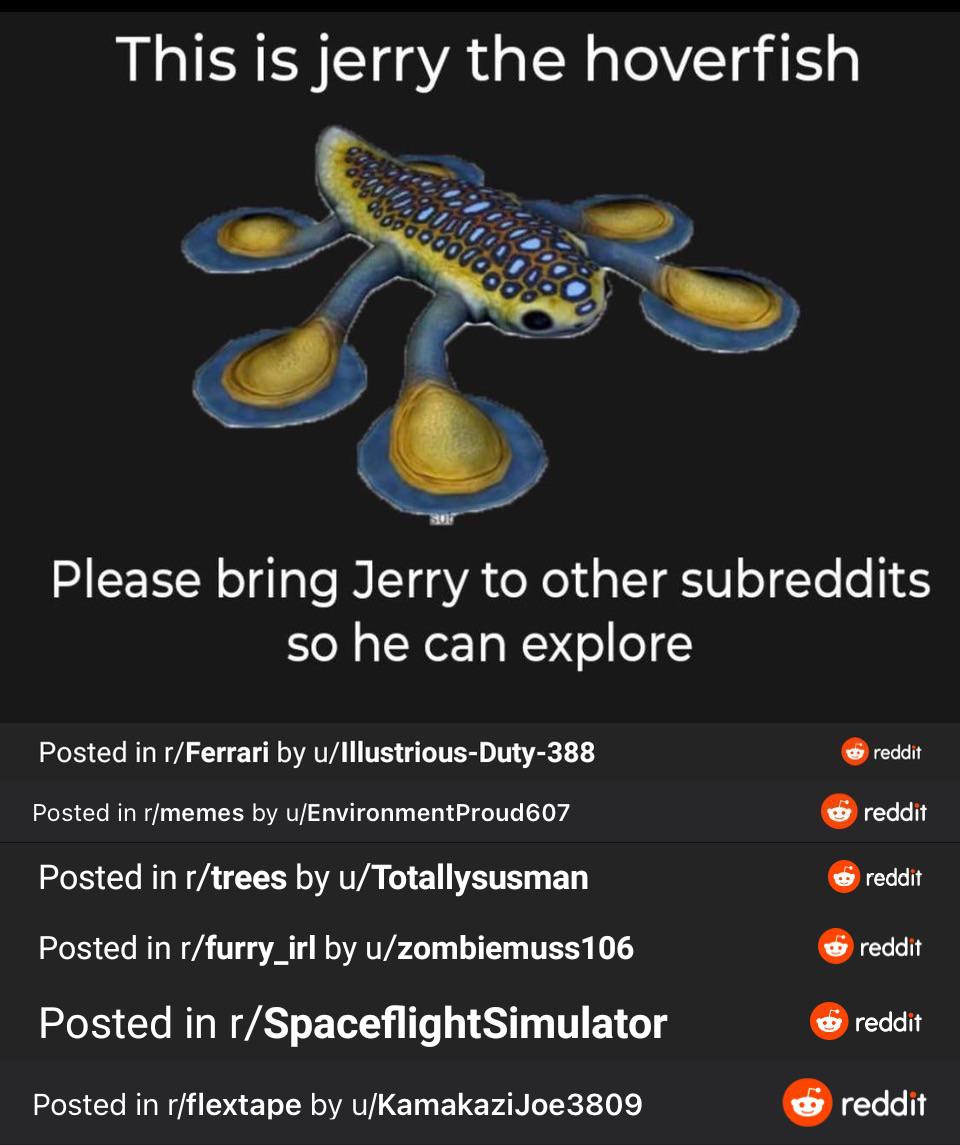 This is jerry the hoverfish
Please bring Jerry to other subreddits
so he can explore
Posted in r/Ferrari by u/Illustrious-Duty-388 reddit
Posted in r/memes by u/EnvironmentProud607 reddit
Posted in r/trees by u/Totallysusman reddit
Posted in r/furry_irl by u/zombiemuss106 reddit
Posted in r/SpaceflightSimulator reddit
Posted in r/flextape by u/KamakaziJoe3809 reddit